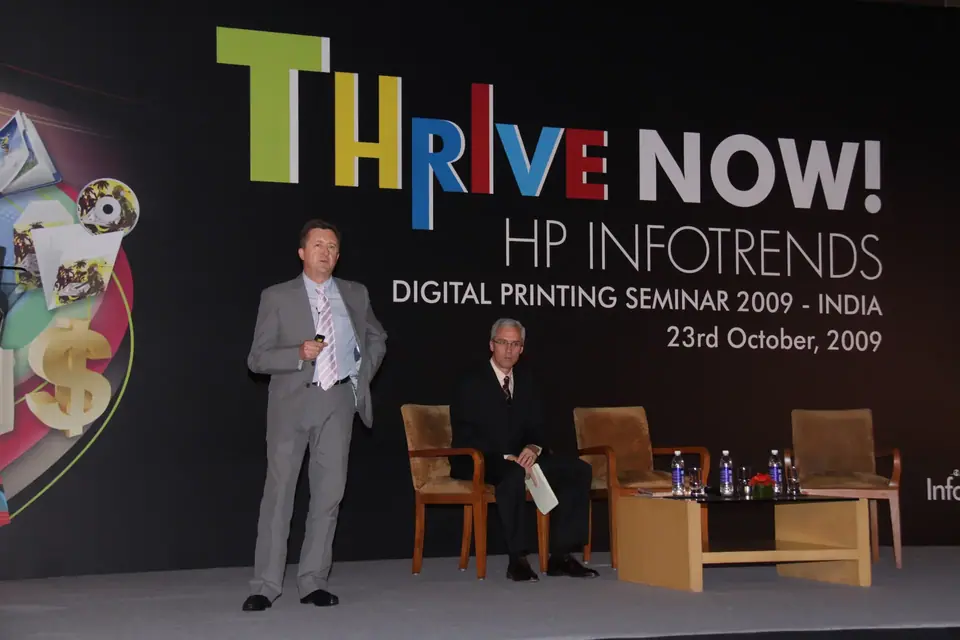 THRIVE NOW!
HP INFOTRENDS
DIGITAL PRINTING SEMINAR 2009 - INDIA
23rd October, 2009